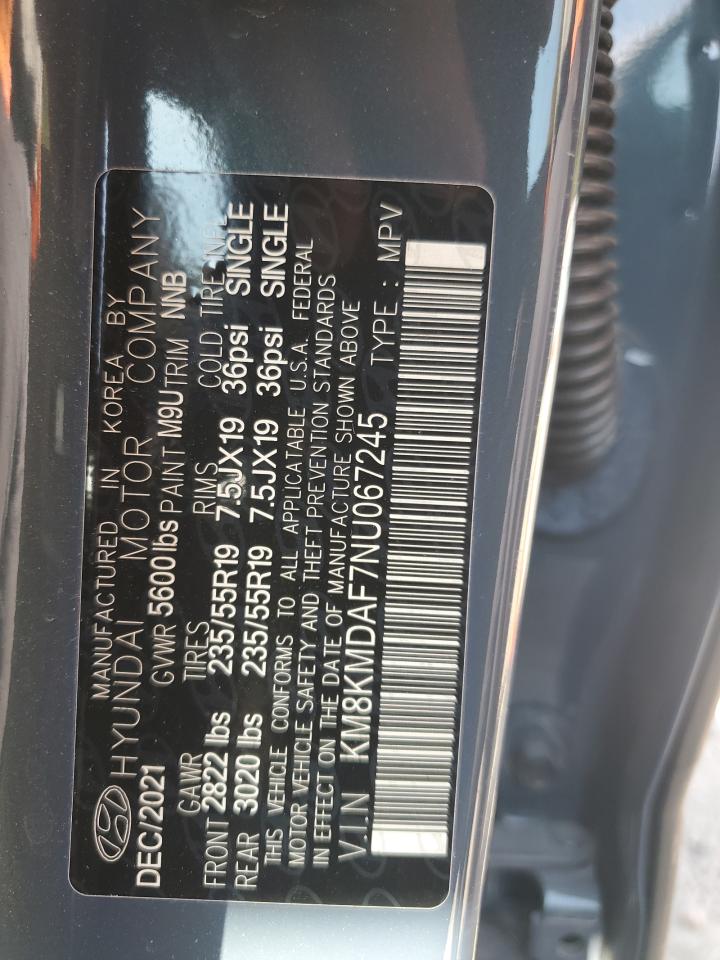 MANUFACTURED IN KOREA BY
HYUNDAI MOTOR COMPANY
DEC/2021 GVWR 5600lbs PAINT M9U TRIM NNB
GAWR TIRES RIMS COLD TIRE INFL
FRONT 2822 lbs 235/55R19 7.5JX19 36psi SINGLE
REAR 3020 lbs 235/55R19 7.5JX19 36psi SINGLE
THIS VEHICLE CONFORMS TO ALL APPLICATABLE U.S.A. FEDERAL
MOTOR VEHICLE SAFETY AND THEFT PREVENTION STANDARDS
IN EFFECT ON THE DATE OF MANUFACTURE SHOWN ABOVE
V.I.N KM8KMDAF7NU067245 TYPE : MPV